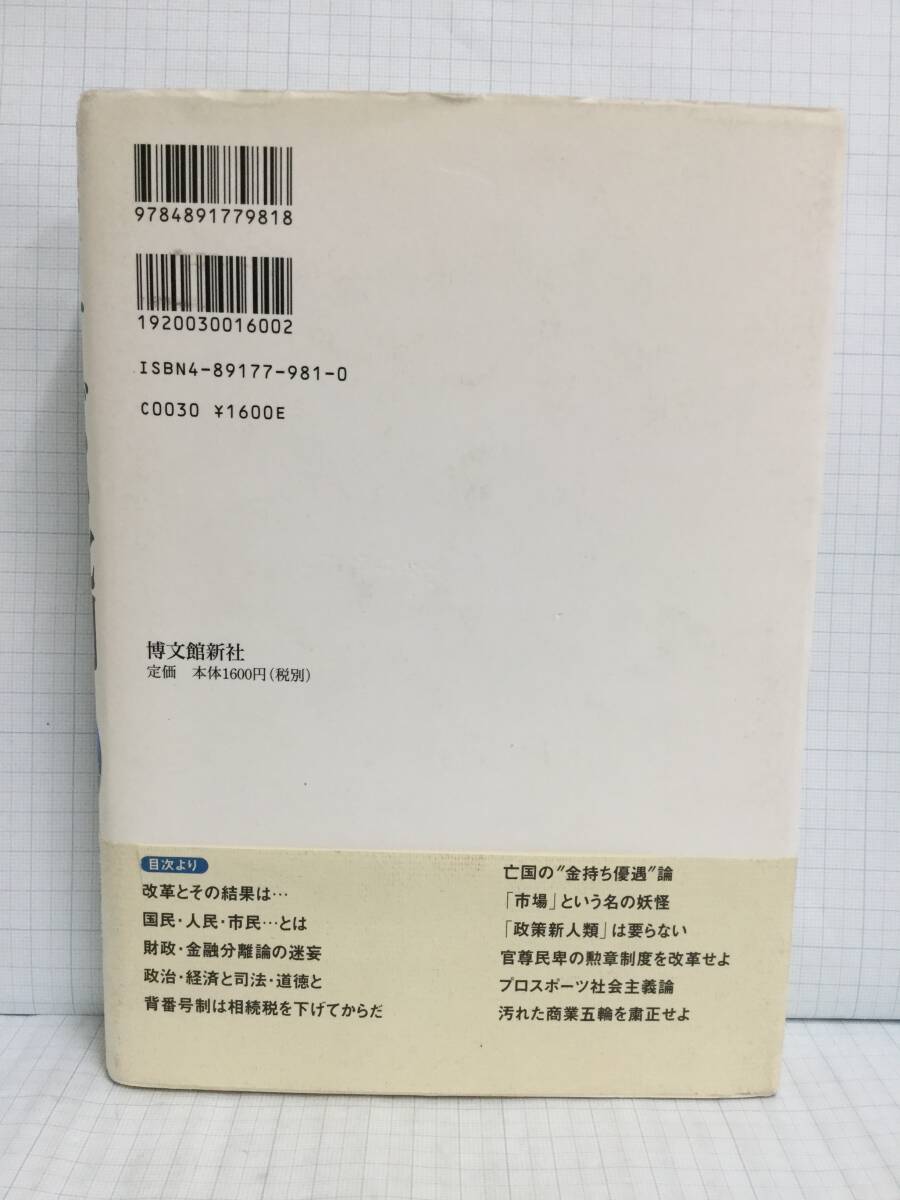 9784891779818
1920030016002
ISBN4-89177-981-0
C0030 ¥1600E
博文館新社
定価　本体1600円（税別）
目次より
改革とその結果は…
国民・人民・市民…とは
財政・金融分離論の迷妄
政治・経済と司法・道徳と
背番号制は相続税を下げてからだ
亡国の“金持ち優遇”論
「市場」という名の妖怪
「政策新人類」は要らない
官尊民卑の勲章制度を改革せよ
プロスポーツ社会主義論
汚れた商業五輪を粛正せよ